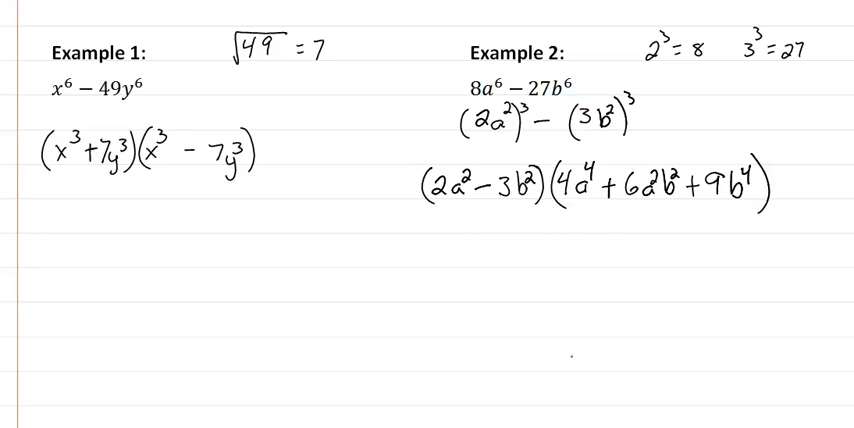 Example 1:
√49 = 7
x⁶ − 49y⁶
(x³ + 7y³)(x³ − 7y³)
Example 2:
2³ = 8 3³ = 27
8a⁶ − 27b⁶
(2a²)³ − (3b²)³
(2a² − 3b²)(4a⁴ + 6a²b² + 9b⁴)